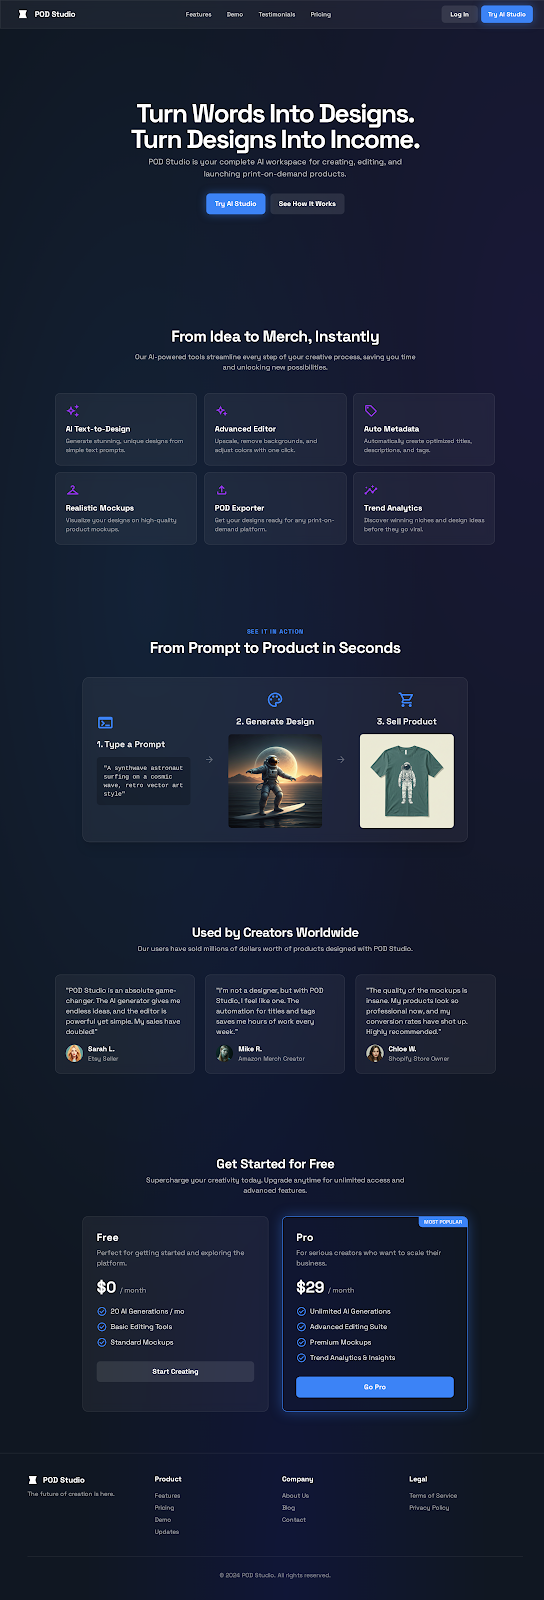 POD Studio
Features
Demo
Testimonials
Pricing
Log In
Try AI Studio
Turn Words Into Designs.
Turn Designs Into Income.
POD Studio is your complete AI workspace for creating, editing, and
launching print-on-demand products.
Try AI Studio
See How It Works
From Idea to Merch, Instantly
Our AI-powered tools streamline every step of your creative process, saving you time
and unlocking new possibilities.
AI Text-to-Design
Generate stunning, unique designs from
simple text prompts.
Advanced Editor
Upscale, remove backgrounds, and
adjust colors with one click.
Auto Metadata
Automatically create optimized titles,
descriptions, and tags.
Realistic Mockups
Visualize your designs on high-quality
product mockups.
POD Exporter
Get your designs ready for any print-on-
demand platform.
Trend Analytics
Discover winning niches and design ideas
before they go viral.
SEE IT IN ACTION
From Prompt to Product in Seconds
1. Type a Prompt
"A synthwave astronaut
surfing on a cosmic
wave, retro vector art
style"
2. Generate Design
3. Sell Product
Used by Creators Worldwide
Our users have sold millions of dollars worth of products designed with POD Studio.
"POD Studio is an absolute game-
changer. The AI generator gives me
endless ideas, and the editor is
powerful yet simple. My sales have
doubled!"
Sarah L.
Etsy Seller
"I'm not a designer, but with POD
Studio, I feel like one. The
automation for titles and tags
saves me hours of work every
week."
Mike R.
Amazon Merch Creator
"The quality of the mockups is
insane. My products look so
professional now, and my
conversion rates have shot up.
Highly recommended."
Chloe W.
Shopify Store Owner
Get Started for Free
Supercharge your creativity today. Upgrade anytime for unlimited access and
advanced features.
Free
Perfect for getting started and exploring the
platform.
$0 / month
20 AI Generations / mo
Basic Editing Tools
Standard Mockups
Start Creating
MOST POPULAR
Pro
For serious creators who want to scale their
business.
$29 / month
Unlimited AI Generations
Advanced Editing Suite
Premium Mockups
Trend Analytics & Insights
Go Pro
POD Studio
The future of creation is here.
Product
Features
Pricing
Demo
Updates
Company
About Us
Blog
Contact
Legal
Terms of Service
Privacy Policy
© 2024 POD Studio. All rights reserved.